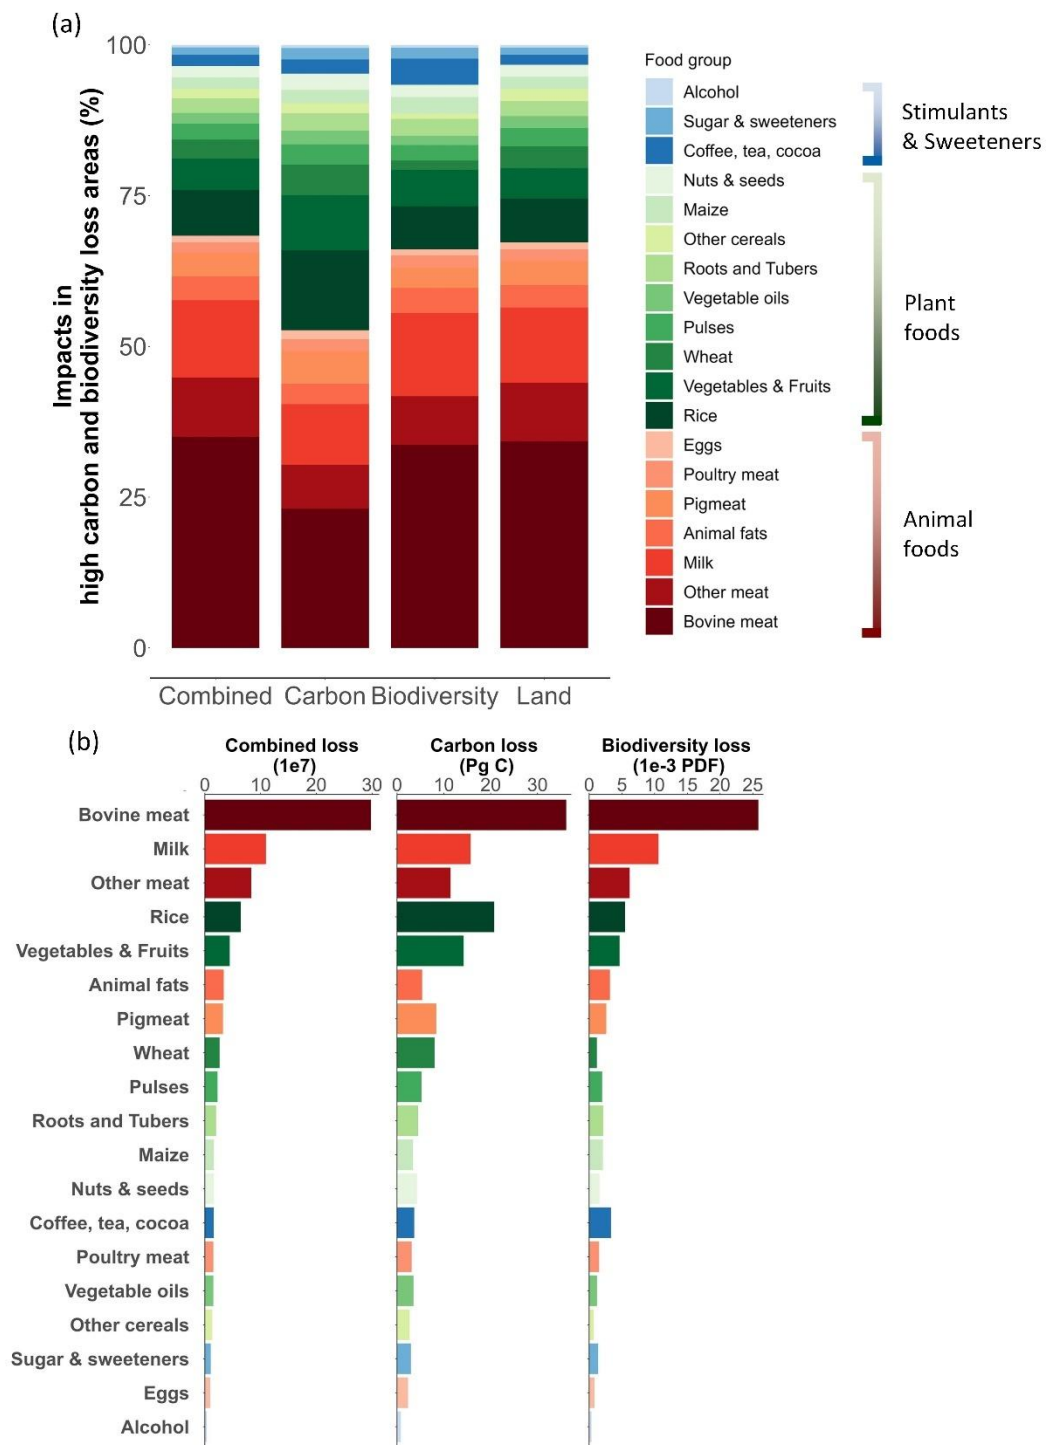 (a)
Impacts in
high carbon and biodiversity loss areas (%)
100
75
50
25
0
Combined Carbon Biodiversity Land
Food group
Alcohol
Sugar & sweeteners
Coffee, tea, cocoa
Nuts & seeds
Maize
Other cereals
Roots and Tubers
Vegetable oils
Pulses
Wheat
Vegetables & Fruits
Rice
Eggs
Poultry meat
Pigmeat
Animal fats
Milk
Other meat
Bovine meat
Stimulants
& Sweeteners
Plant
foods
Animal
foods
(b)
Combined loss
(1e7)
0 10 20 30
Carbon loss
(Pg C)
0 10 20 30
Biodiversity loss
(1e-3 PDF)
0 5 10 15 20 25
Bovine meat
Milk
Other meat
Rice
Vegetables & Fruits
Animal fats
Pigmeat
Wheat
Pulses
Roots and Tubers
Maize
Nuts & seeds
Coffee, tea, cocoa
Poultry meat
Vegetable oils
Other cereals
Sugar & sweeteners
Eggs
Alcohol